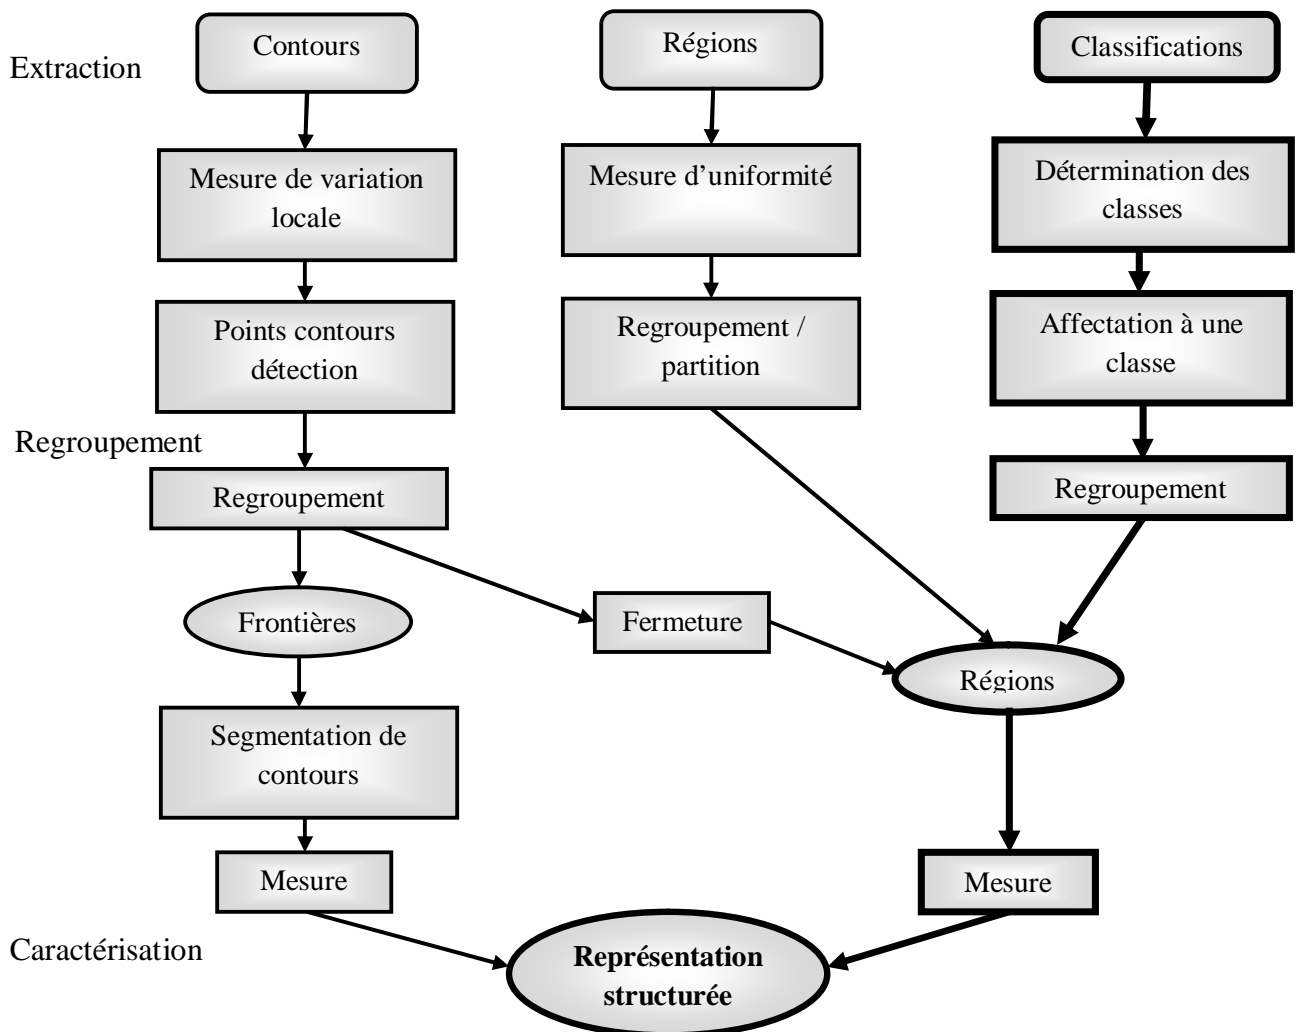 Contours
Régions
Classifications
Extraction
Mesure de variation
locale
Mesure d’uniformité
Détermination des
classes
Points contours
détection
Regroupement /
partition
Affectation à une
classe
Regroupement
Regroupement
Regroupement
Frontières
Fermeture
Régions
Segmentation de
contours
Mesure
Mesure
Caractérisation
Représentation
structurée